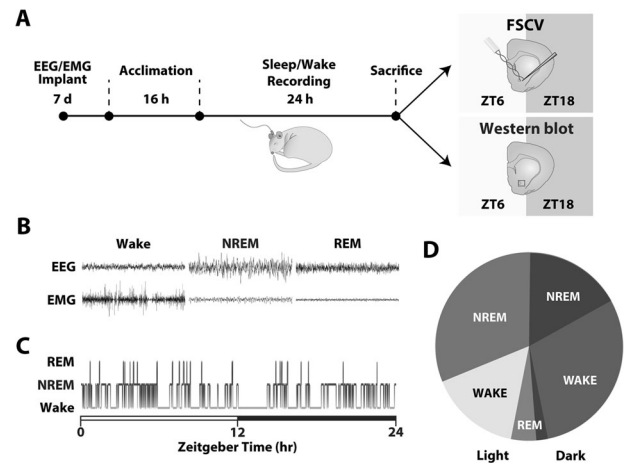 A
EEG/EMG
Implant
7 d
Acclimation
16 h
Sleep/Wake
Recording
24 h
Sacrifice
FSCV
ZT6 ZT18
Western blot
ZT6 ZT18
B
Wake NREM REM
EEG
EMG
C
REM
NREM
Wake
0 12 24
Zeitgeber Time (hr)
D
NREM
NREM
WAKE
WAKE
REM
Light Dark